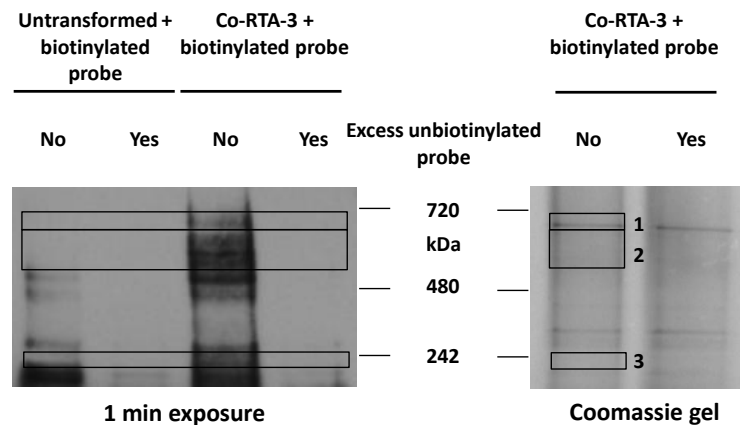 Untransformed +
biotinylated
probe
Co-RTA-3 +
biotinylated probe
Co-RTA-3 +
biotinylated probe
No
Yes
No
Yes
Excess unbiotinylated
probe
No
Yes
720
kDa
480
242
1
2
3
1 min exposure
Coomassie gel